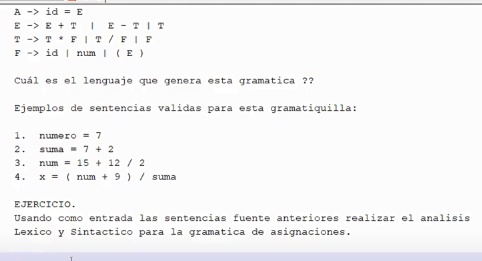 A -> id = E
E -> E + T | E - T | T
T -> T * F | T / F | F
F -> id | num | ( E )
Cuál es el lenguaje que genera esta gramatica ??
Ejemplos de sentencias validas para esta gramatiquilla:
1. numero = 7
2. suma = 7 + 2
3. num = 15 + 12 / 2
4. x = ( num + 9 ) / suma
EJERCICIO.
Usando como entrada las sentencias fuente anteriores realizar el analisis
Lexico y Sintactico para la gramatica de asignaciones.